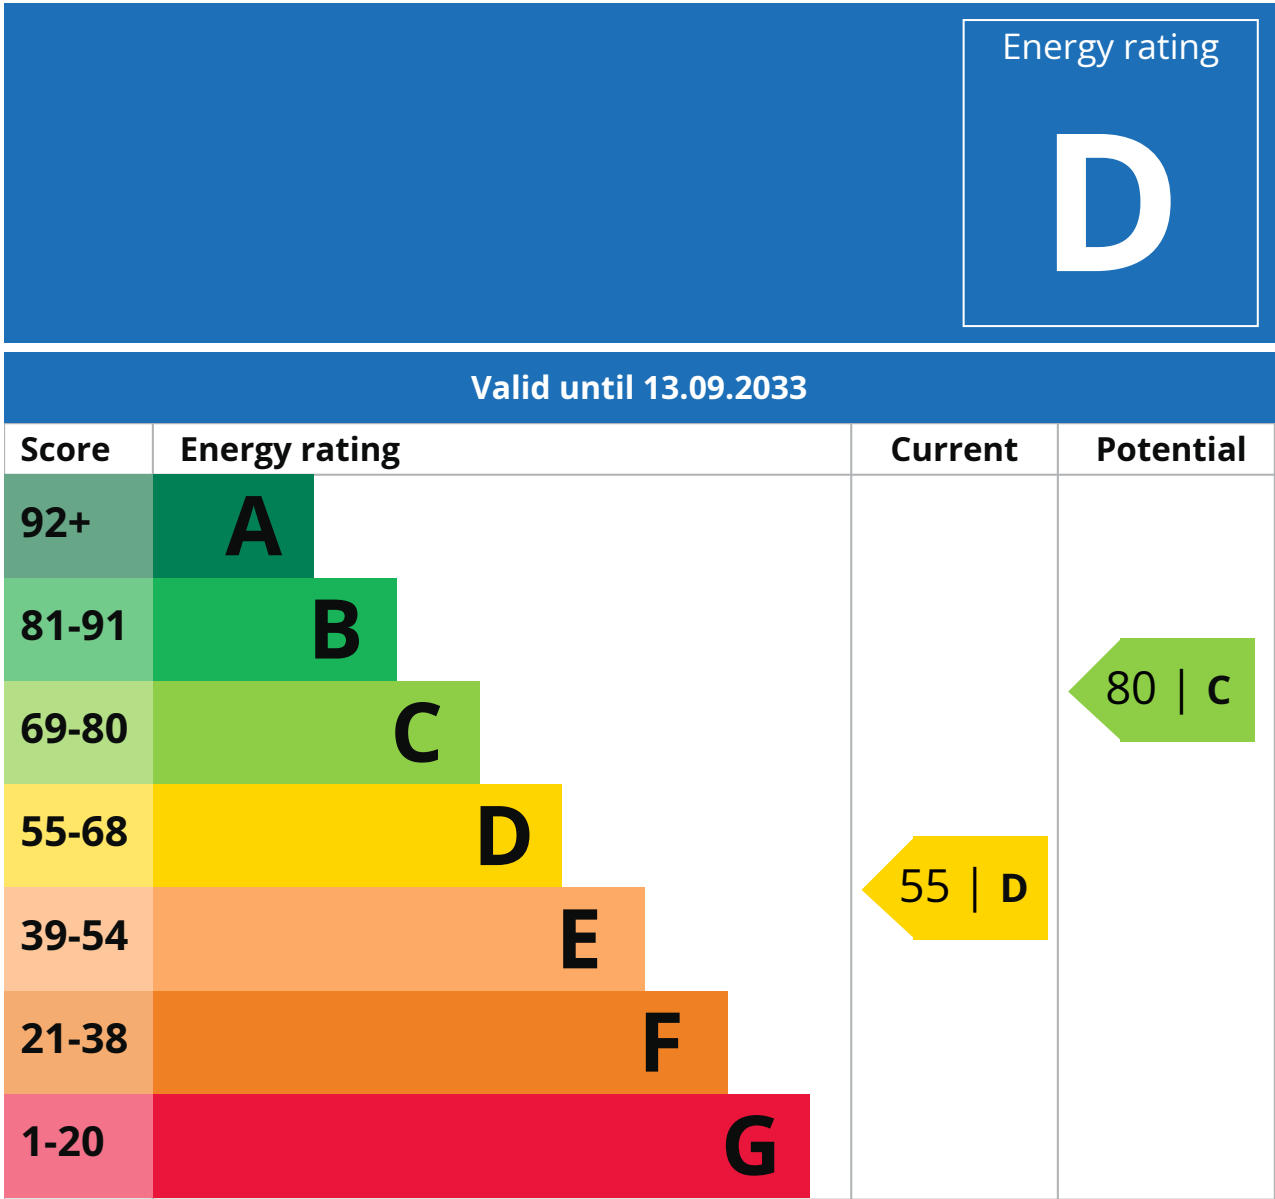 Energy rating
D
Valid until 13.09.2033
Score Energy rating Current Potential
92+ A
81-91 B
69-80 C
80 | C
55-68 D
55 | D
39-54 E
21-38 F
1-20 G